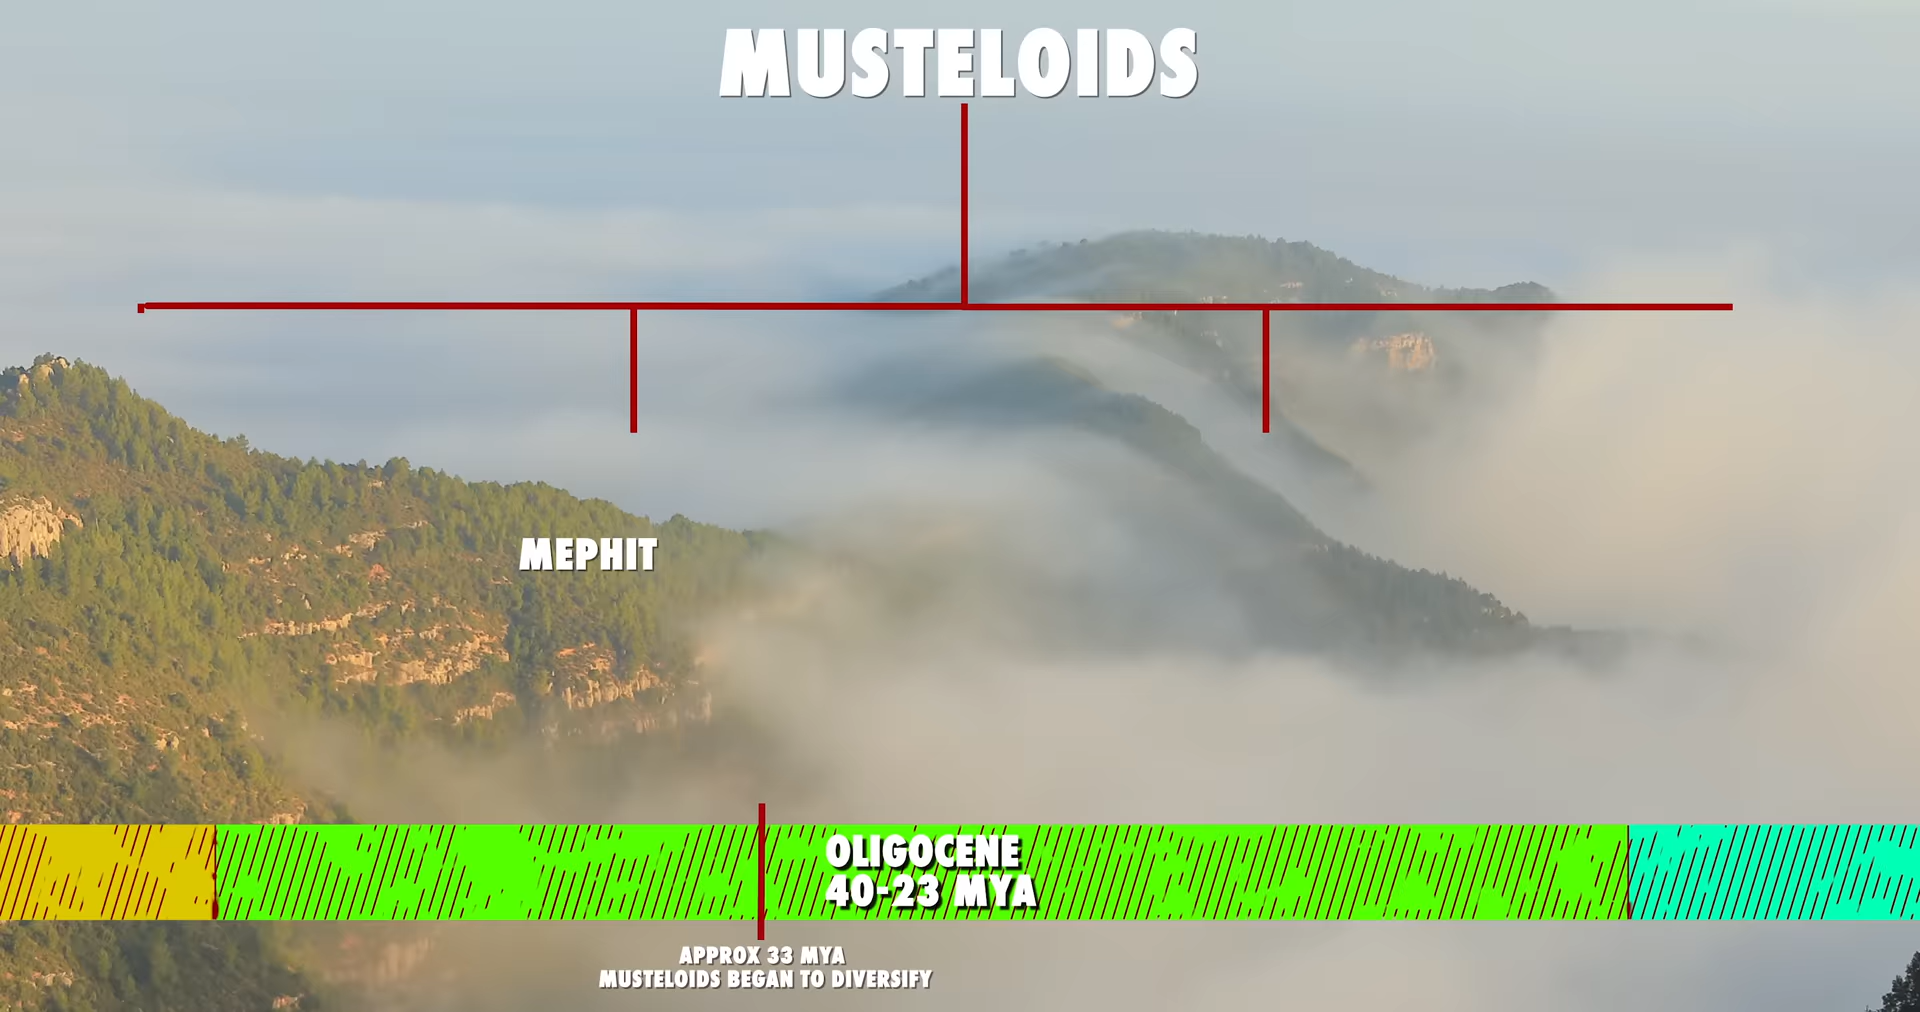 MUSTELOIDS
MEPHIT
OLIGOCENE
40-23 MYA
APPROX 33 MYA
MUSTELOIDS BEGAN TO DIVERSIFY